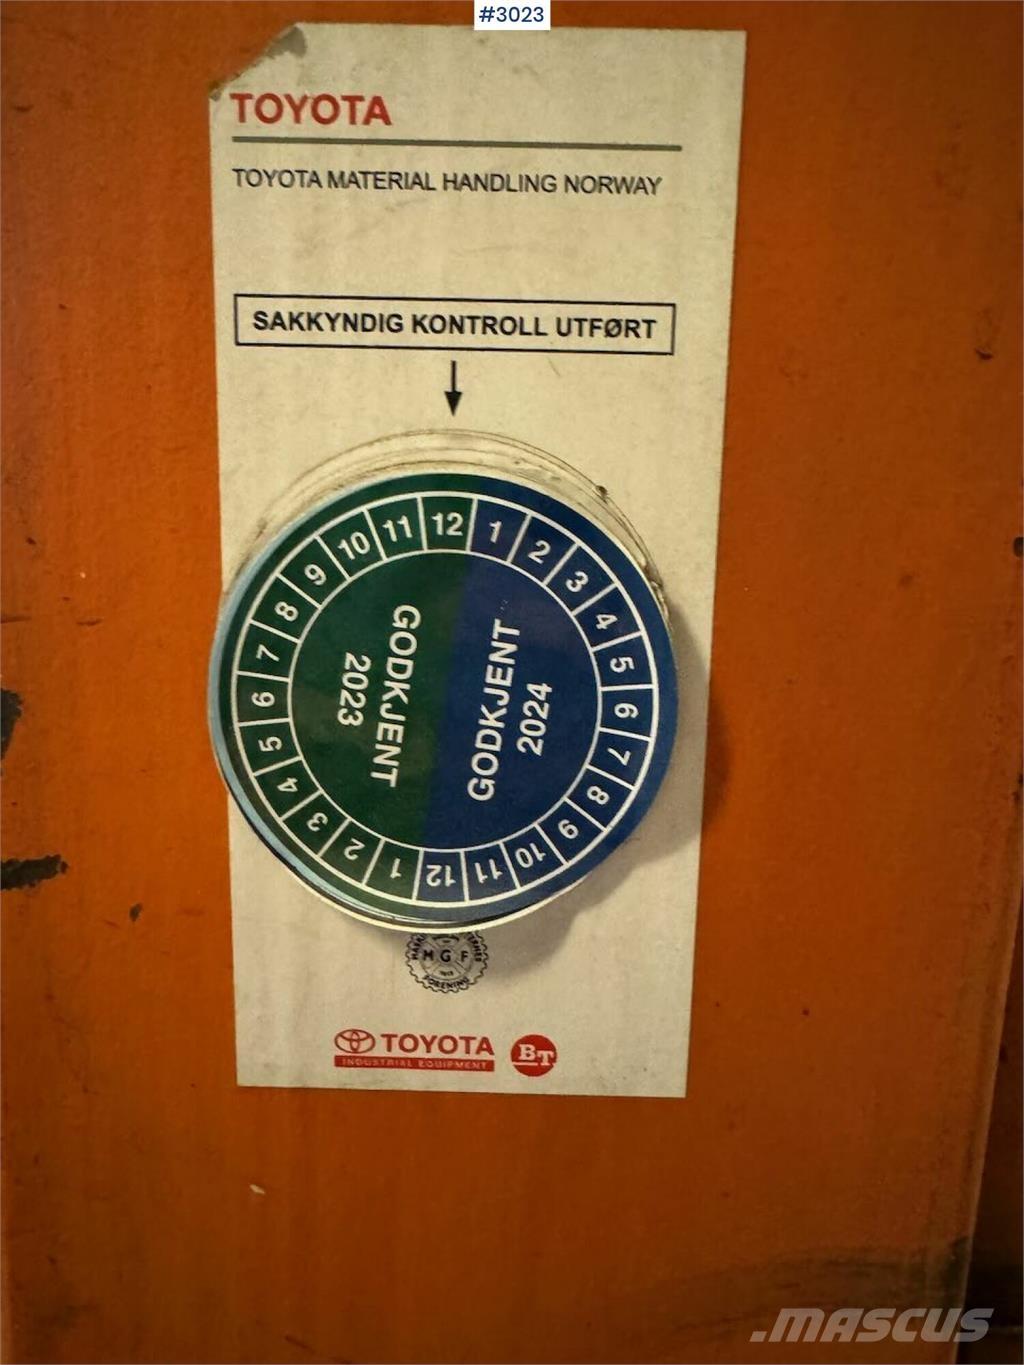 #3023
TOYOTA
TOYOTA MATERIAL HANDLING NORWAY
SAKKYNDIG KONTROLL UTFØRT
1 2 3 4 5 6 7 8 9 10 11 12
GODKJENT
2024
1 2 3 4 5 6 7 8 9 10 11 12
GODKJENT
2023
MGF
FORENING
TOYOTA
INDUSTRIAL EQUIPMENT
BT
.MASCUS